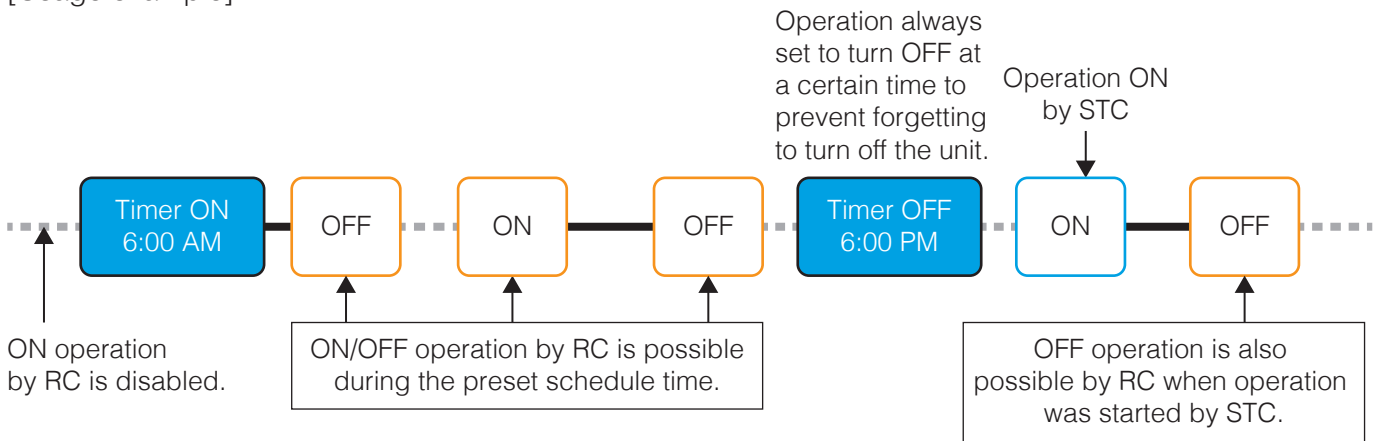 Operation always
set to turn OFF at
a certain time to
prevent forgetting
to turn off the unit.
Operation ON
by STC
Timer ON
6:00 AM
OFF
ON
OFF
Timer OFF
6:00 PM
ON
OFF
ON operation
by RC is disabled.
ON/OFF operation by RC is possible
during the preset schedule time.
OFF operation is also
possible by RC when operation
was started by STC.